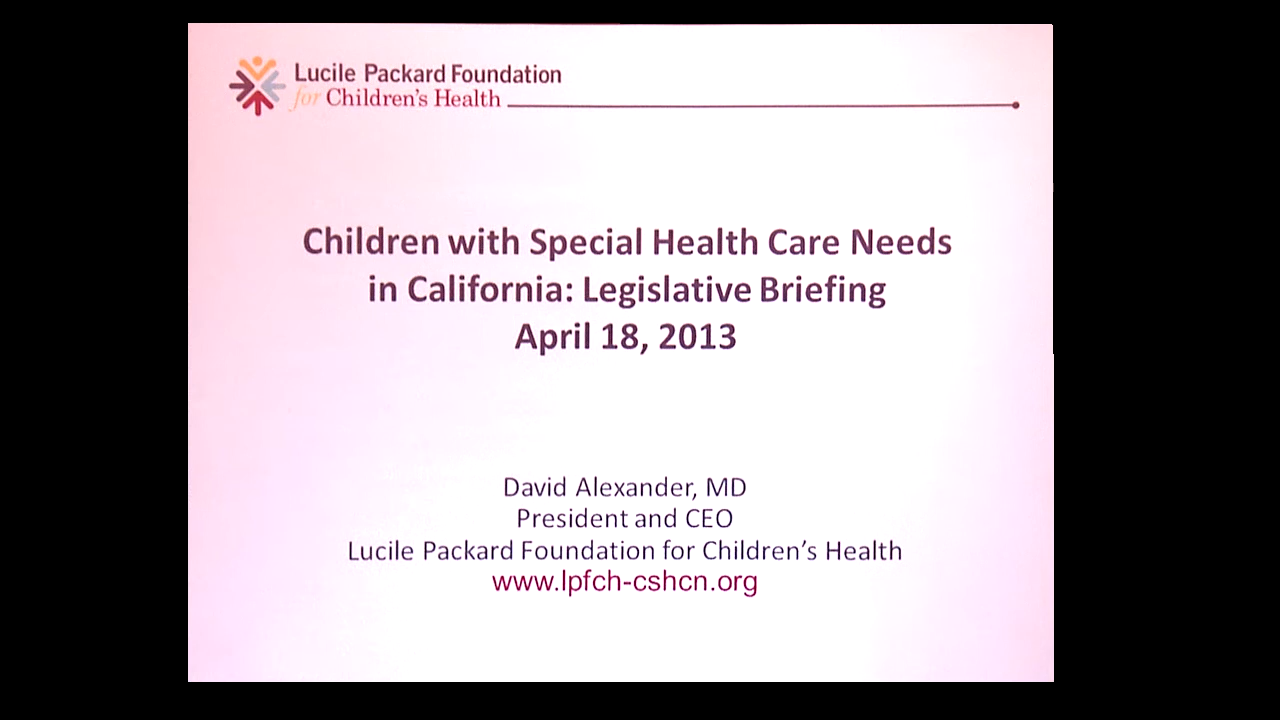 Lucile Packard Foundation
for Children's Health
Children with Special Health Care Needs
in California: Legislative Briefing
April 18, 2013
David Alexander, MD
President and CEO
Lucile Packard Foundation for Children's Health
www.lpfch-cshcn.org